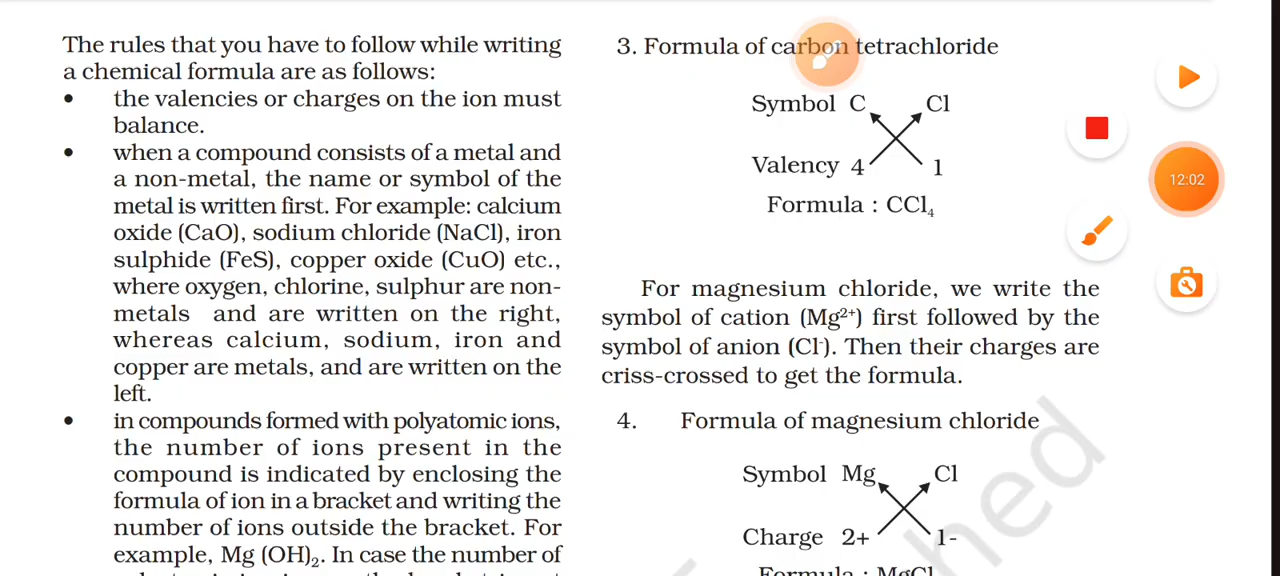 The rules that you have to follow while writing
a chemical formula are as follows:
• the valencies or charges on the ion must
balance.
• when a compound consists of a metal and
a non-metal, the name or symbol of the
metal is written first. For example: calcium
oxide (CaO), sodium chloride (NaCl), iron
sulphide (FeS), copper oxide (CuO) etc.,
where oxygen, chlorine, sulphur are non-
metals and are written on the right,
whereas calcium, sodium, iron and
copper are metals, and are written on the
left.
• in compounds formed with polyatomic ions,
the number of ions present in the
compound is indicated by enclosing the
formula of ion in a bracket and writing the
number of ions outside the bracket. For
example, Mg (OH)₂. In case the number of
3. Formula of carbon tetrachloride
Symbol C Cl
Valency 4 1
Formula : CCl₄
For magnesium chloride, we write the
symbol of cation (Mg²⁺) first followed by the
symbol of anion (Cl⁻). Then their charges are
criss-crossed to get the formula.
4. Formula of magnesium chloride
Symbol Mg Cl
Charge 2+ 1-
Formula : MgCl
12:02